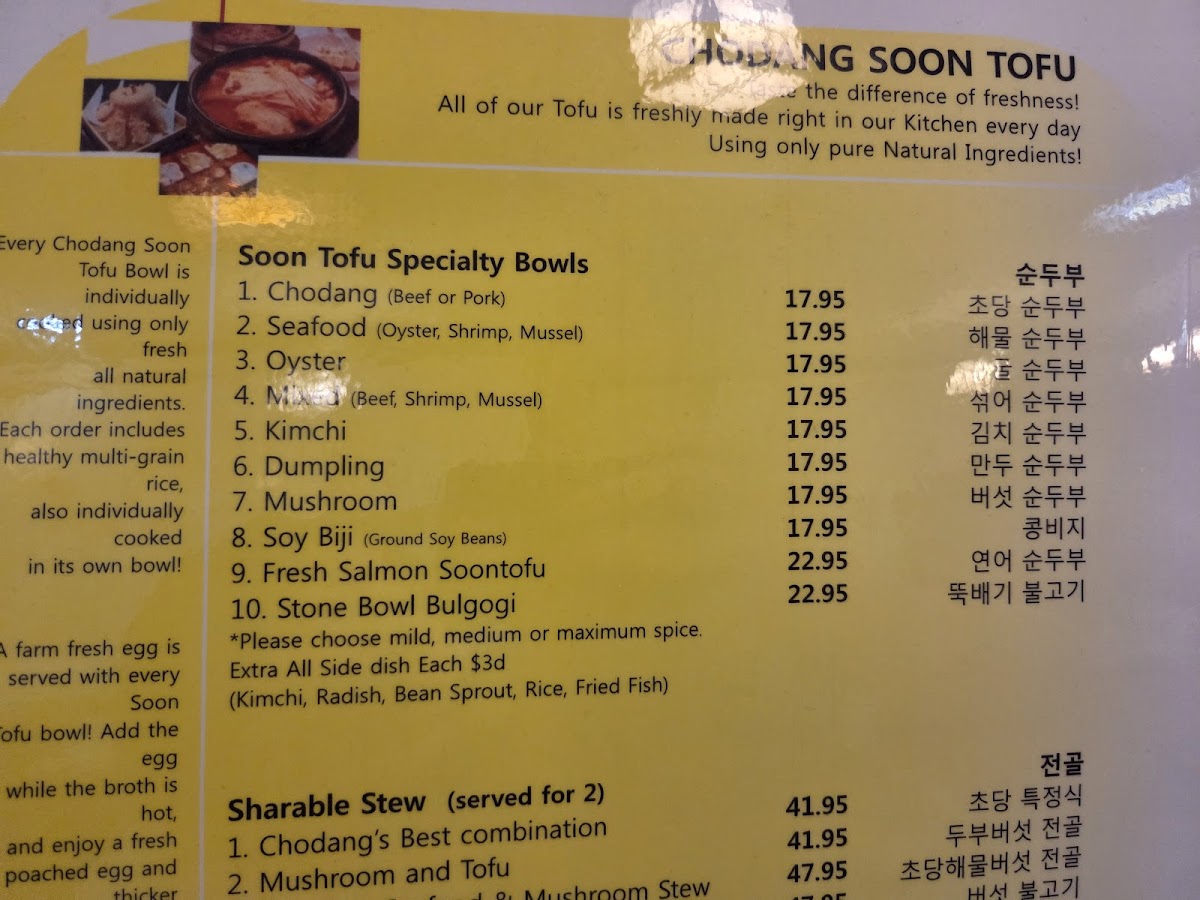 CHODANG SOON TOFU
the difference of freshness!
All of our Tofu is freshly made right in our Kitchen every day
Using only pure Natural Ingredients!
Every Chodang Soon
Tofu Bowl is
individually
using only
fresh
all natural
ingredients.
Each order includes
healthy multi-grain
rice,
also individually
cooked
in its own bowl!
A farm fresh egg is
served with every
Soon
Tofu bowl! Add the
egg
while the broth is
hot,
and enjoy a fresh
poached egg and
thicker
Soon Tofu Specialty Bowls 순두부
1. Chodang (Beef or Pork) 17.95 초당 순두부
2. Seafood (Oyster, Shrimp, Mussel) 17.95 해물 순두부
3. Oyster 17.95 순두부
4. Mixed (Beef, Shrimp, Mussel) 17.95 섞어 순두부
5. Kimchi 17.95 김치 순두부
6. Dumpling 17.95 만두 순두부
7. Mushroom 17.95 버섯 순두부
8. Soy Biji (Ground Soy Beans) 17.95 콩비지
9. Fresh Salmon Soontofu 22.95 연어 순두부
10. Stone Bowl Bulgogi 22.95 뚝배기 불고기
*Please choose mild, medium or maximum spice.
Extra All Side dish Each $3d
(Kimchi, Radish, Bean Sprout, Rice, Fried Fish)
Sharable Stew (served for 2) 전골
1. Chodang's Best combination 41.95 초당 특정식
2. Mushroom and Tofu 41.95 두부버섯 전골
& Mushroom Stew 47.95 초당해물버섯 전골
버섯 불고기